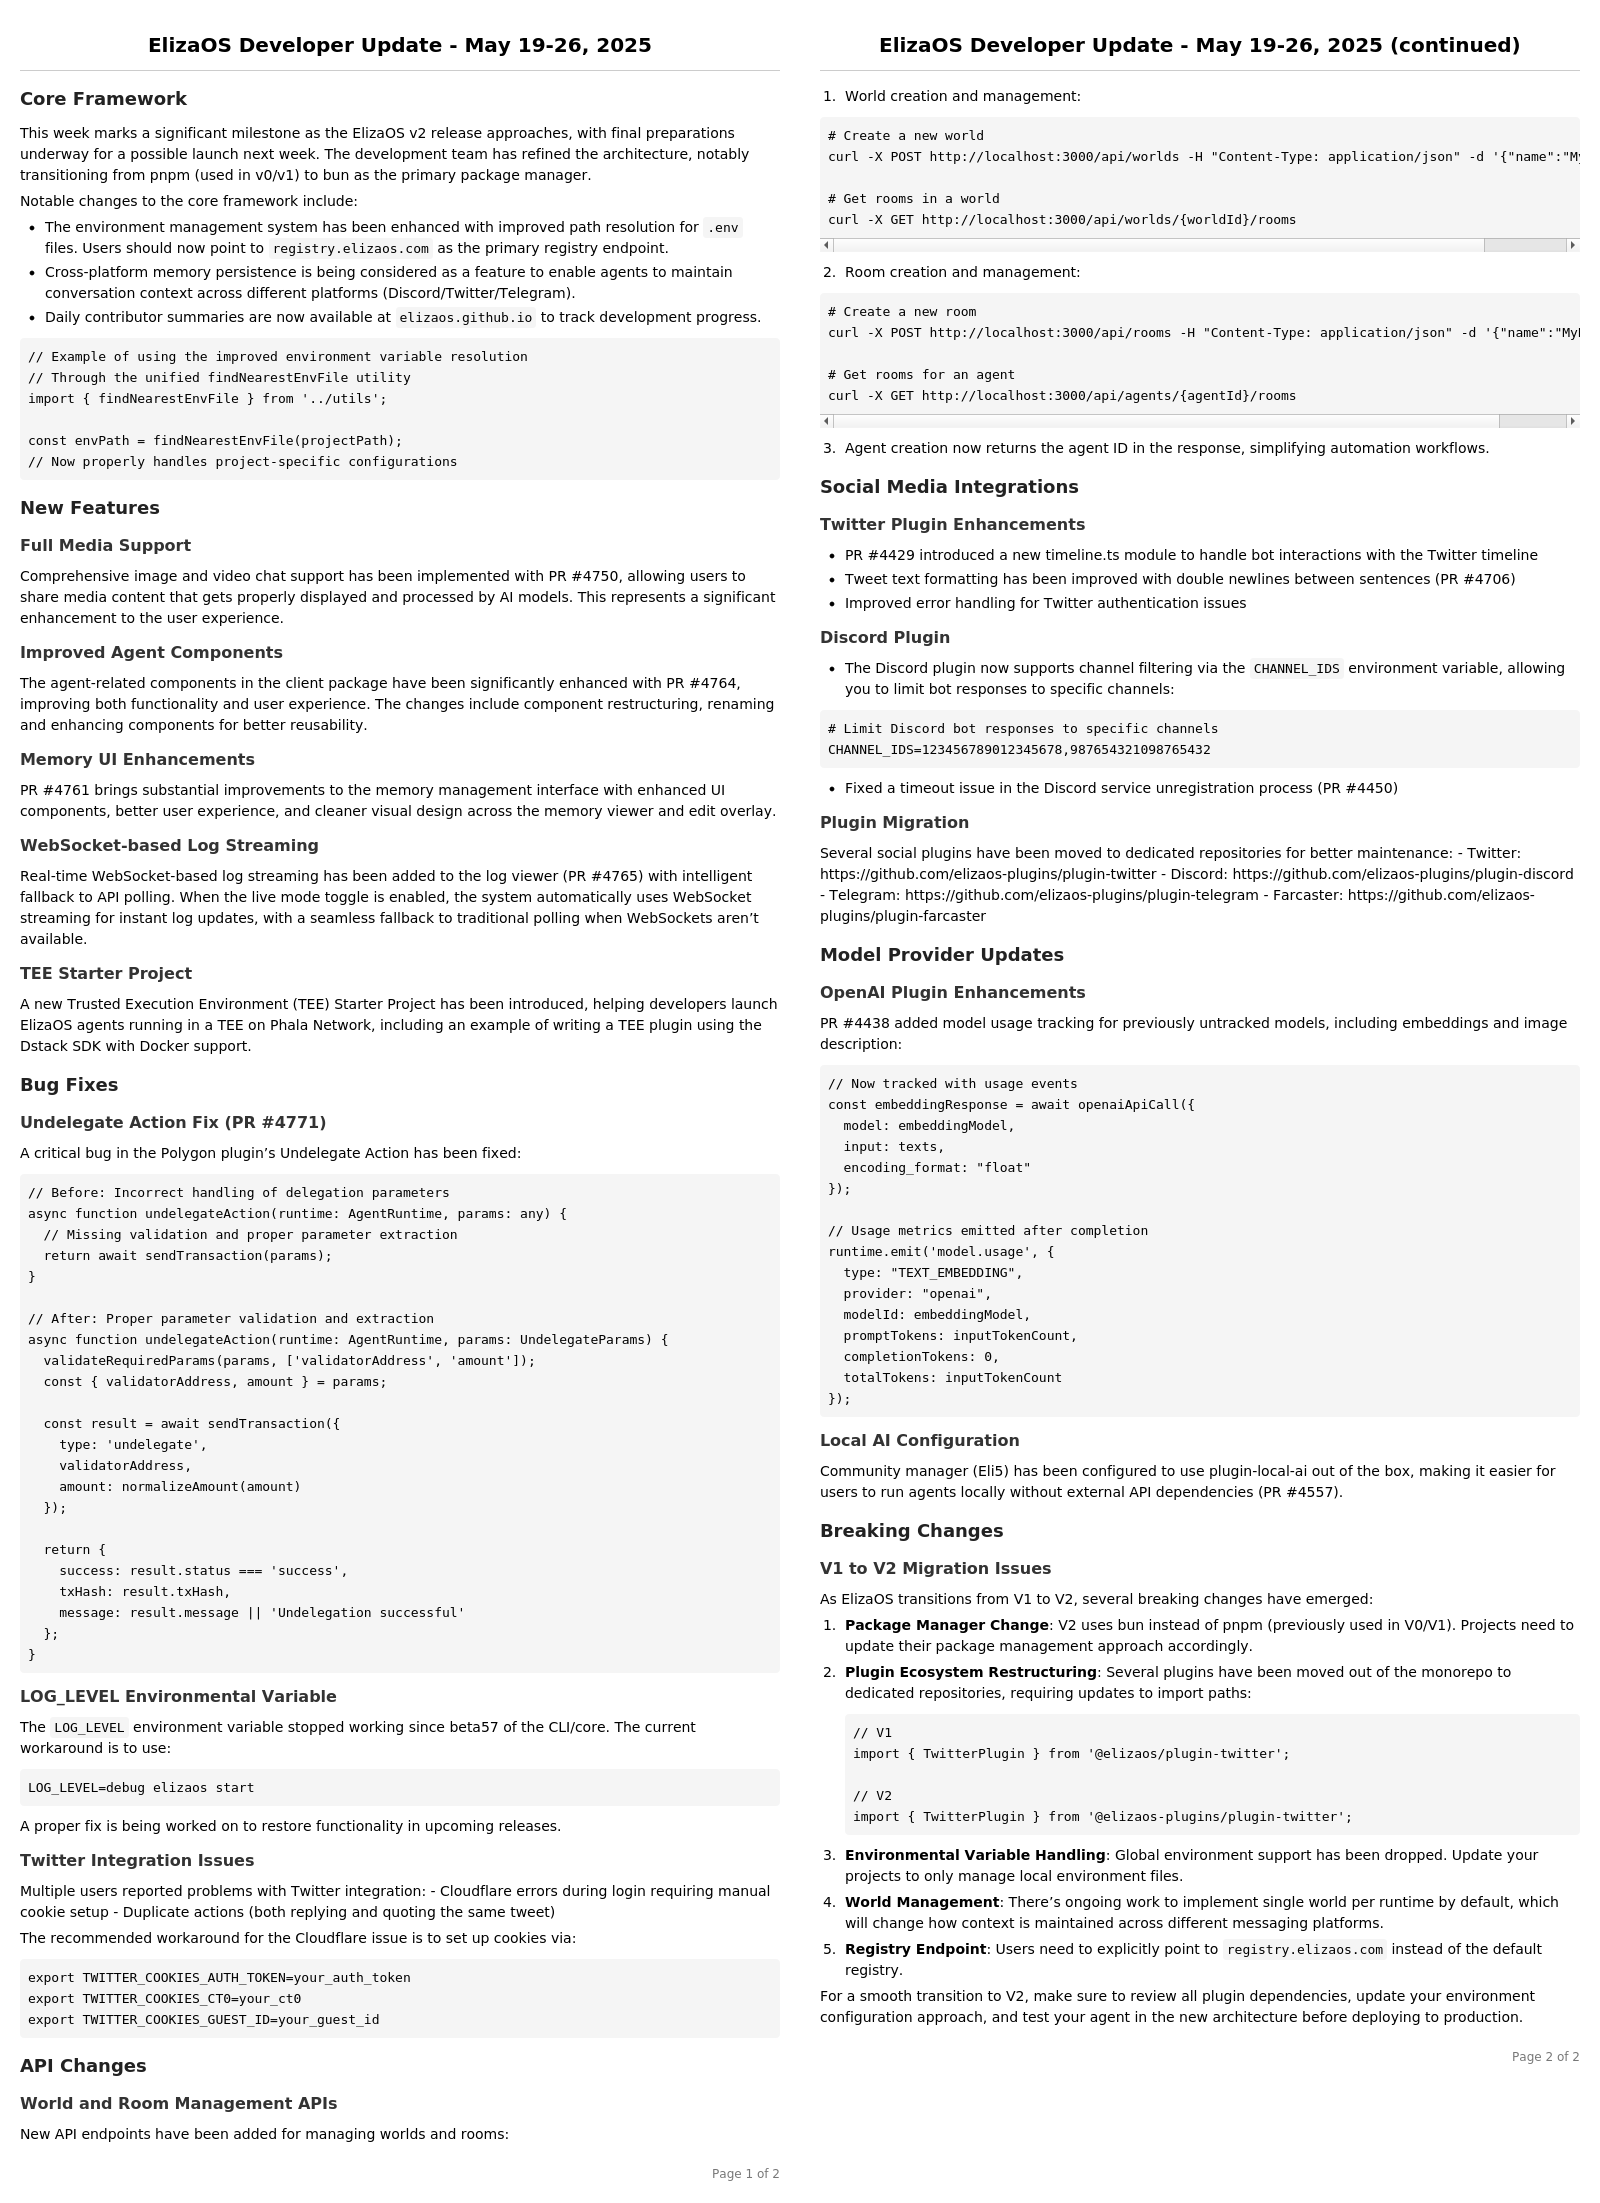 ElizaOS Developer Update - May 19-26, 2025
Core Framework
This week marks a significant milestone as the ElizaOS v2 release approaches, with final preparations
underway for a possible launch next week. The development team has refined the architecture, notably
transitioning from pnpm (used in v0/v1) to bun as the primary package manager.
Notable changes to the core framework include:
• The environment management system has been enhanced with improved path resolution for .env
files. Users should now point to registry.elizaos.com as the primary registry endpoint.
• Cross-platform memory persistence is being considered as a feature to enable agents to maintain
conversation context across different platforms (Discord/Twitter/Telegram).
• Daily contributor summaries are now available at elizaos.github.io to track development progress.
// Example of using the improved environment variable resolution
// Through the unified findNearestEnvFile utility
import { findNearestEnvFile } from '../utils';
const envPath = findNearestEnvFile(projectPath);
// Now properly handles project-specific configurations
New Features
Full Media Support
Comprehensive image and video chat support has been implemented with PR #4750, allowing users to
share media content that gets properly displayed and processed by AI models. This represents a significant
enhancement to the user experience.
Improved Agent Components
The agent-related components in the client package have been significantly enhanced with PR #4764,
improving both functionality and user experience. The changes include component restructuring, renaming
and enhancing components for better reusability.
Memory UI Enhancements
PR #4761 brings substantial improvements to the memory management interface with enhanced UI
components, better user experience, and cleaner visual design across the memory viewer and edit overlay.
WebSocket-based Log Streaming
Real-time WebSocket-based log streaming has been added to the log viewer (PR #4765) with intelligent
fallback to API polling. When the live mode toggle is enabled, the system automatically uses WebSocket
streaming for instant log updates, with a seamless fallback to traditional polling when WebSockets aren’t
available.
TEE Starter Project
A new Trusted Execution Environment (TEE) Starter Project has been introduced, helping developers launch
ElizaOS agents running in a TEE on Phala Network, including an example of writing a TEE plugin using the
Dstack SDK with Docker support.
Bug Fixes
Undelegate Action Fix (PR #4771)
A critical bug in the Polygon plugin’s Undelegate Action has been fixed:
// Before: Incorrect handling of delegation parameters
async function undelegateAction(runtime: AgentRuntime, params: any) {
  // Missing validation and proper parameter extraction
  return await sendTransaction(params);
}
// After: Proper parameter validation and extraction
async function undelegateAction(runtime: AgentRuntime, params: UndelegateParams) {
  validateRequiredParams(params, ['validatorAddress', 'amount']);
  const { validatorAddress, amount } = params;
  const result = await sendTransaction({
    type: 'undelegate',
    validatorAddress,
    amount: normalizeAmount(amount)
  });
  return {
    success: result.status === 'success',
    txHash: result.txHash,
    message: result.message || 'Undelegation successful'
  };
}
LOG_LEVEL Environmental Variable
The LOG_LEVEL environment variable stopped working since beta57 of the CLI/core. The current
workaround is to use:
LOG_LEVEL=debug elizaos start
A proper fix is being worked on to restore functionality in upcoming releases.
Twitter Integration Issues
Multiple users reported problems with Twitter integration: - Cloudflare errors during login requiring manual
cookie setup - Duplicate actions (both replying and quoting the same tweet)
The recommended workaround for the Cloudflare issue is to set up cookies via:
export TWITTER_COOKIES_AUTH_TOKEN=your_auth_token
export TWITTER_COOKIES_CT0=your_ct0
export TWITTER_COOKIES_GUEST_ID=your_guest_id
API Changes
World and Room Management APIs
New API endpoints have been added for managing worlds and rooms:
Page 1 of 2
ElizaOS Developer Update - May 19-26, 2025 (continued)
1. World creation and management:
# Create a new world
curl -X POST http://localhost:3000/api/worlds -H "Content-Type: application/json" -d '{"name":"My
# Get rooms in a world
curl -X GET http://localhost:3000/api/worlds/{worldId}/rooms
2. Room creation and management:
# Create a new room
curl -X POST http://localhost:3000/api/rooms -H "Content-Type: application/json" -d '{"name":"My
# Get rooms for an agent
curl -X GET http://localhost:3000/api/agents/{agentId}/rooms
3. Agent creation now returns the agent ID in the response, simplifying automation workflows.
Social Media Integrations
Twitter Plugin Enhancements
• PR #4429 introduced a new timeline.ts module to handle bot interactions with the Twitter timeline
• Tweet text formatting has been improved with double newlines between sentences (PR #4706)
• Improved error handling for Twitter authentication issues
Discord Plugin
• The Discord plugin now supports channel filtering via the CHANNEL_IDS environment variable, allowing
you to limit bot responses to specific channels:
# Limit Discord bot responses to specific channels
CHANNEL_IDS=123456789012345678,987654321098765432
• Fixed a timeout issue in the Discord service unregistration process (PR #4450)
Plugin Migration
Several social plugins have been moved to dedicated repositories for better maintenance: - Twitter:
https://github.com/elizaos-plugins/plugin-twitter - Discord: https://github.com/elizaos-plugins/plugin-discord
- Telegram: https://github.com/elizaos-plugins/plugin-telegram - Farcaster: https://github.com/elizaos-
plugins/plugin-farcaster
Model Provider Updates
OpenAI Plugin Enhancements
PR #4438 added model usage tracking for previously untracked models, including embeddings and image
description:
// Now tracked with usage events
const embeddingResponse = await openaiApiCall({
  model: embeddingModel,
  input: texts,
  encoding_format: "float"
});
// Usage metrics emitted after completion
runtime.emit('model.usage', {
  type: "TEXT_EMBEDDING",
  provider: "openai",
  modelId: embeddingModel,
  promptTokens: inputTokenCount,
  completionTokens: 0,
  totalTokens: inputTokenCount
});
Local AI Configuration
Community manager (Eli5) has been configured to use plugin-local-ai out of the box, making it easier for
users to run agents locally without external API dependencies (PR #4557).
Breaking Changes
V1 to V2 Migration Issues
As ElizaOS transitions from V1 to V2, several breaking changes have emerged:
1. Package Manager Change: V2 uses bun instead of pnpm (previously used in V0/V1). Projects need to
update their package management approach accordingly.
2. Plugin Ecosystem Restructuring: Several plugins have been moved out of the monorepo to
dedicated repositories, requiring updates to import paths:
// V1
import { TwitterPlugin } from '@elizaos/plugin-twitter';
// V2
import { TwitterPlugin } from '@elizaos-plugins/plugin-twitter';
3. Environmental Variable Handling: Global environment support has been dropped. Update your
projects to only manage local environment files.
4. World Management: There’s ongoing work to implement single world per runtime by default, which
will change how context is maintained across different messaging platforms.
5. Registry Endpoint: Users need to explicitly point to registry.elizaos.com instead of the default
registry.
For a smooth transition to V2, make sure to review all plugin dependencies, update your environment
configuration approach, and test your agent in the new architecture before deploying to production.
Page 2 of 2